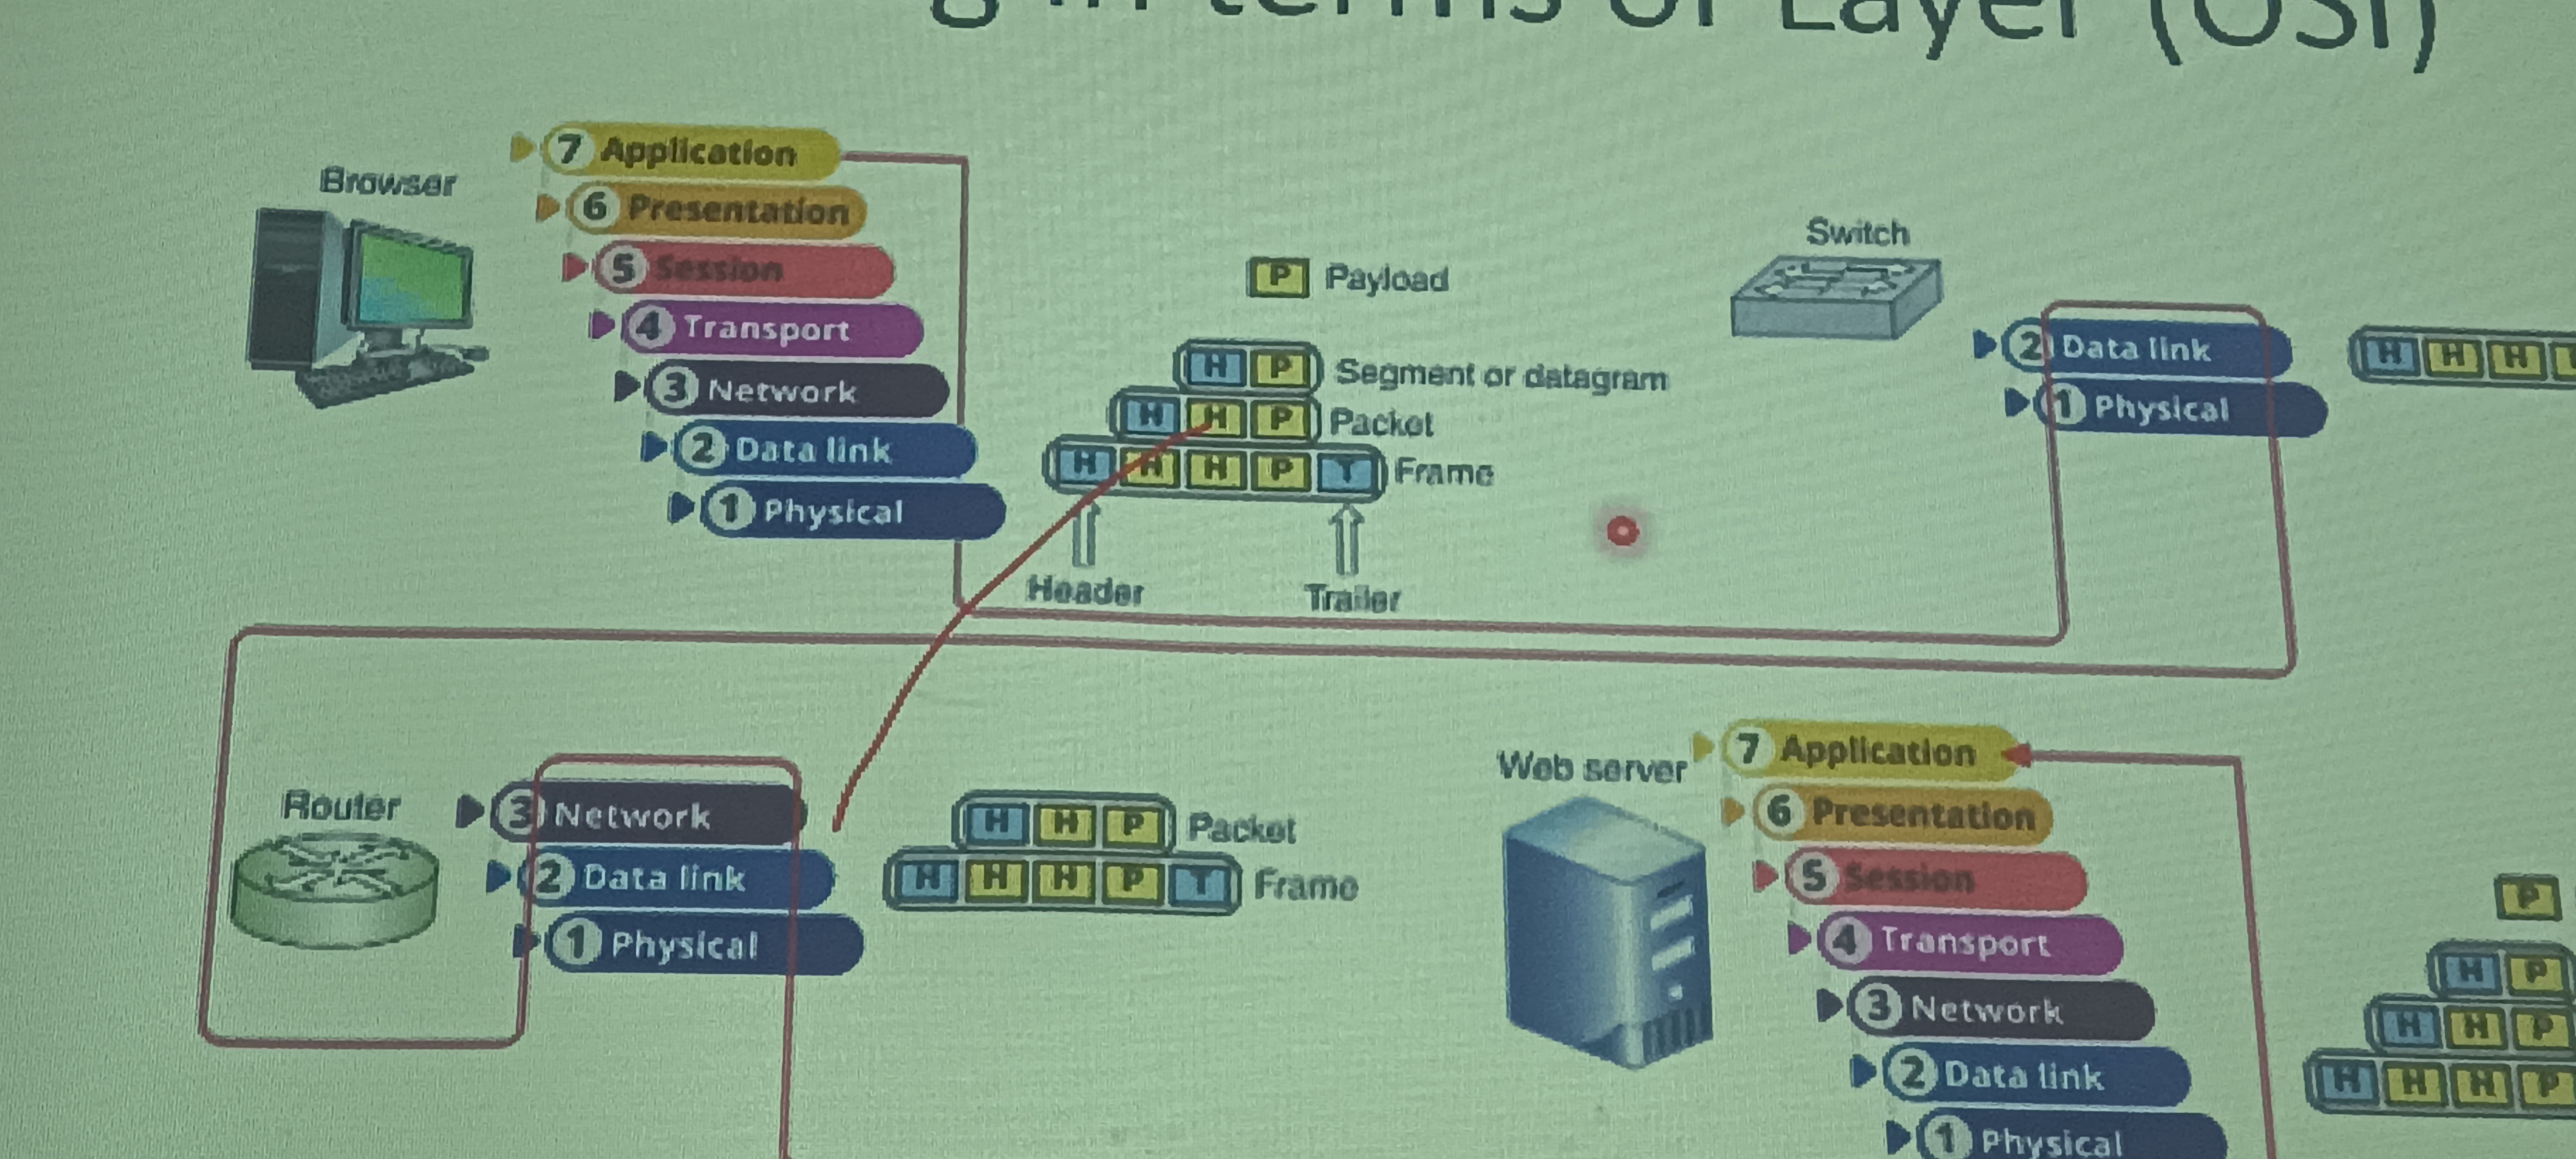 g in terms of Layer (OSI)
Browser
7 Application
6 Presentation
5 Session
4 Transport
3 Network
2 Data link
1 Physical
P Payload
H P Segment or datagram
H H P Packet
H H H P T Frame
Header
Trailer
Switch
2 Data link
1 Physical
H H H
Router
3 Network
2 Data link
1 Physical
H H P Packet
H H H P T Frame
Web server
7 Application
6 Presentation
5 Session
4 Transport
3 Network
2 Data link
1 Physical
P
H P
H H P
H H H P